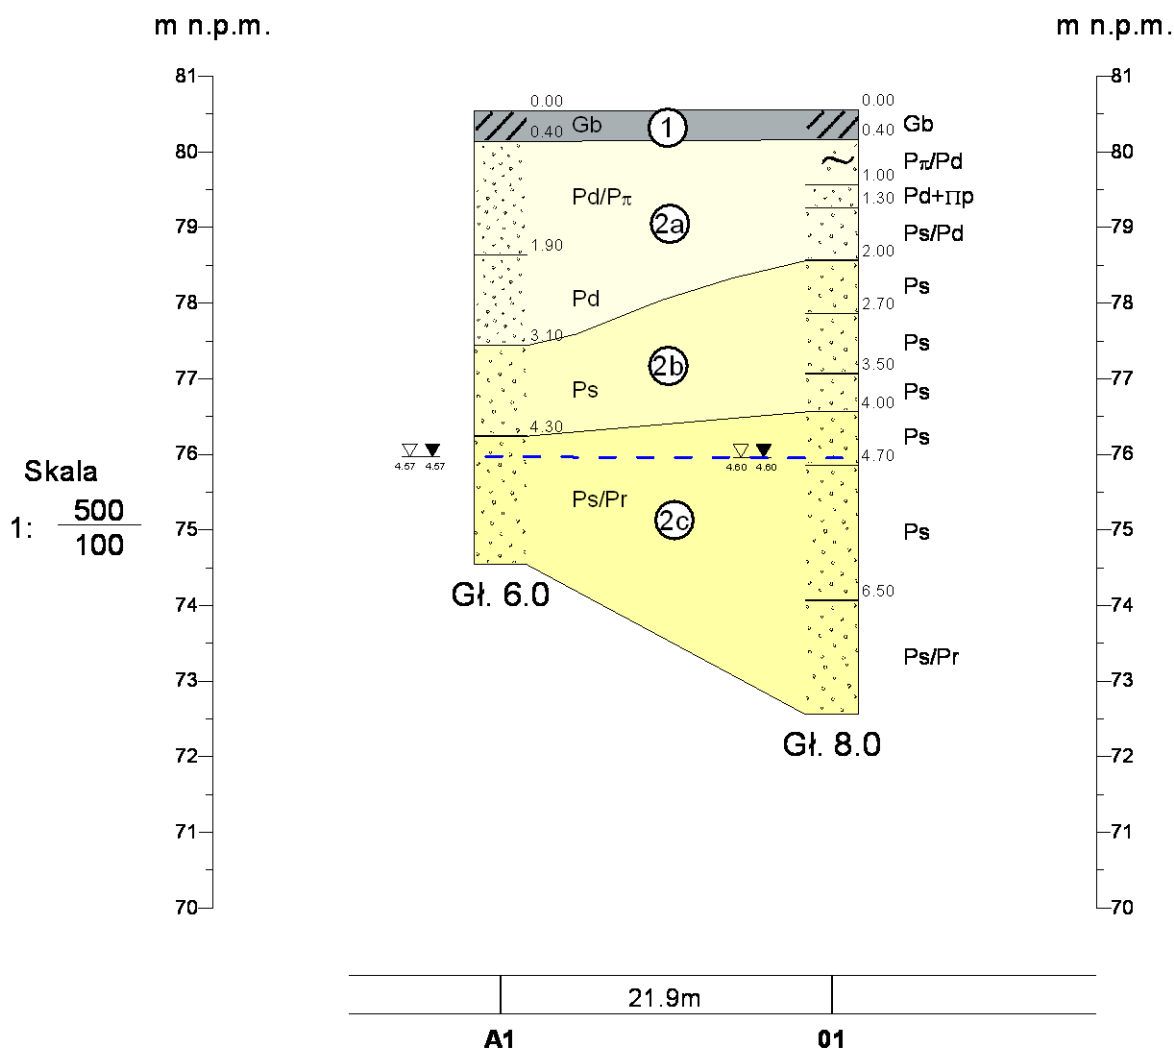 m n.p.m. m n.p.m.
81 81
0.00 0.00
Gb 1 Gb
0.40 0.40
80 80
Pπ/Pd
1.00
Pd/Pπ Pd+Πp
1.30
79 2a Ps/Pd 79
1.90 2.00
Ps
78 Pd 2.70 78
3.10
Ps
2b 3.50
77 Ps Ps 77
4.00
4.30 Ps
76 4.70 76
4.57 4.57 4.60 4.60
Skala
Ps/Pr
1: 500
100
75 2c Ps 75
Gł. 6.0 6.50
74 74
Ps/Pr
73 73
Gł. 8.0
72 72
71 71
70 70
21.9m
A1 01